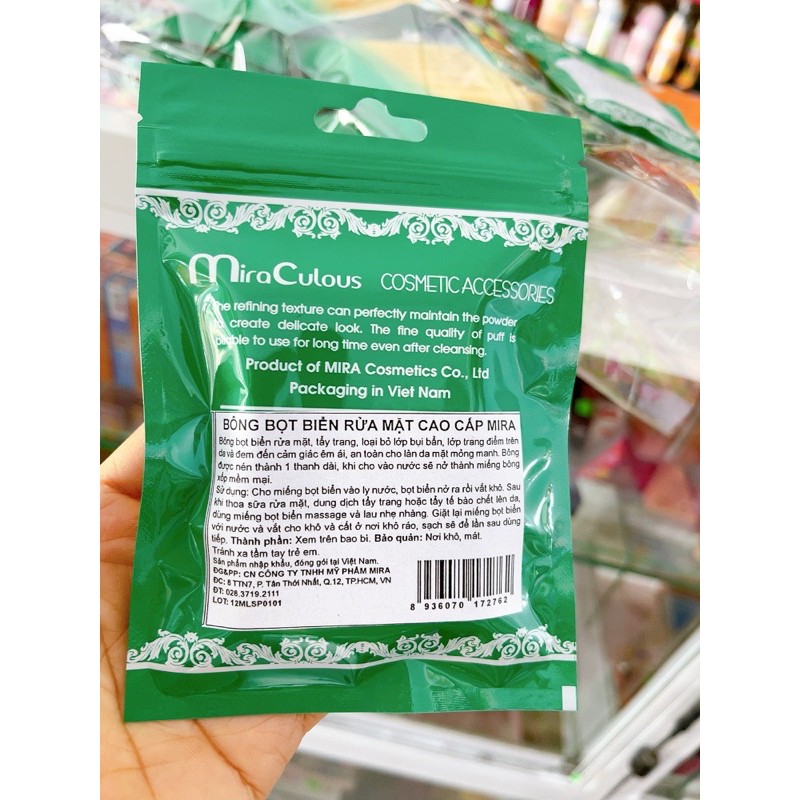 miraCulous COSMETIC ACCESSORIES
he refining texture can perfectly maintain the powder
create delicate look. The fine quality of puff is
to use for long time even after cleansing.
Product of MIRA Cosmetics Co., Ltd
Packaging in Viet Nam
BÔNG BỌT BIỂN RỬA MẶT CAO CẤP MIRA
Bông bọt biển rửa mặt, tẩy trang, loại bỏ lớp bụi bẩn, lớp trang điểm trên
da và đem đến cảm giác êm ái, an toàn cho làn da mặt mỏng manh. Bông
được nén thành 1 thanh dài, khi cho vào nước sẽ nở thành miếng bông
xốp mềm mại.
Sử dụng: Cho miếng bọt biển vào ly nước, bọt biển nở ra rồi vắt khô. Sau
khi thoa sữa rửa mặt, dung dịch tẩy trang hoặc tẩy tế bào chết lên da,
dùng miếng bọt biển massage và lau nhẹ nhàng. Giặt lại miếng bọt biển
với nước và vắt cho khô và cất ở nơi khô ráo, sạch sẽ để lần sau dùng
tiếp. Thành phần: Xem trên bao bì. Bảo quản: Nơi khô, mát.
Tránh xa tầm tay trẻ em.
Sản phẩm nhập khẩu, đóng gói tại Việt Nam.
ĐG&PP: CN CÔNG TY TNHH MỸ PHẨM MIRA
ĐC: 8 TTN7, P. Tân Thới Nhất, Q.12, TP.HCM, VN
ĐT: 028.3719.2111
LOT: 12MLSP0101
8 936070 172762